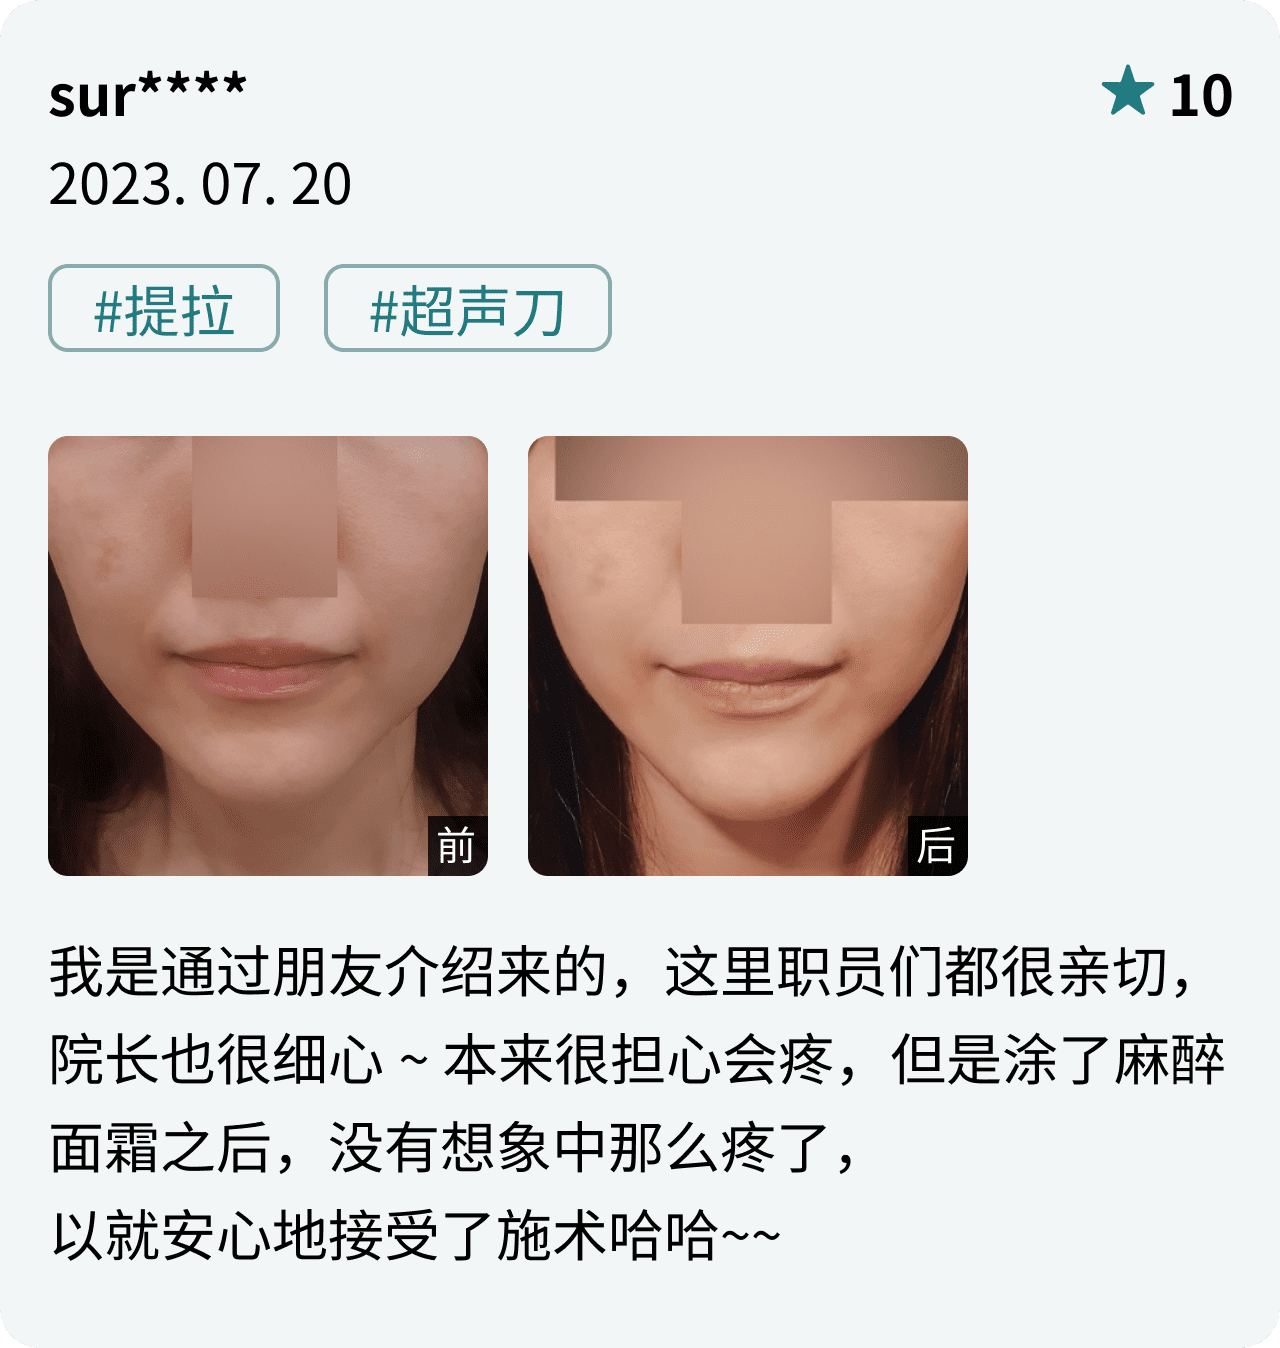 sur****
★ 10
2023. 07. 20
#提拉
#超声刀
前
后
我是通过朋友介绍来的，这里职员们都很亲切，
院长也很细心 ~ 本来很担心会疼，但是涂了麻醉
面霜之后，没有想象中那么疼了，
以就安心地接受了施术哈哈~~